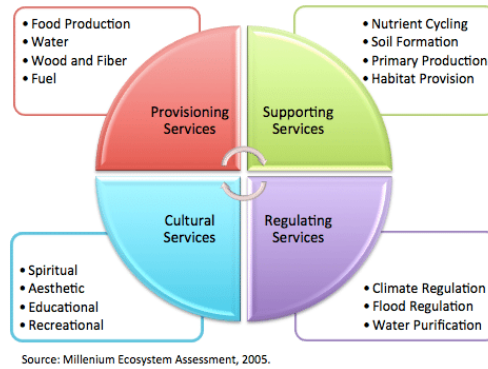 • Food Production
• Water
• Wood and Fiber
• Fuel
• Nutrient Cycling
• Soil Formation
• Primary Production
• Habitat Provision
Provisioning
Services
Supporting
Services
Cultural
Services
Regulating
Services
• Spiritual
• Aesthetic
• Educational
• Recreational
• Climate Regulation
• Flood Regulation
• Water Purification
Source: Millenium Ecosystem Assessment, 2005.